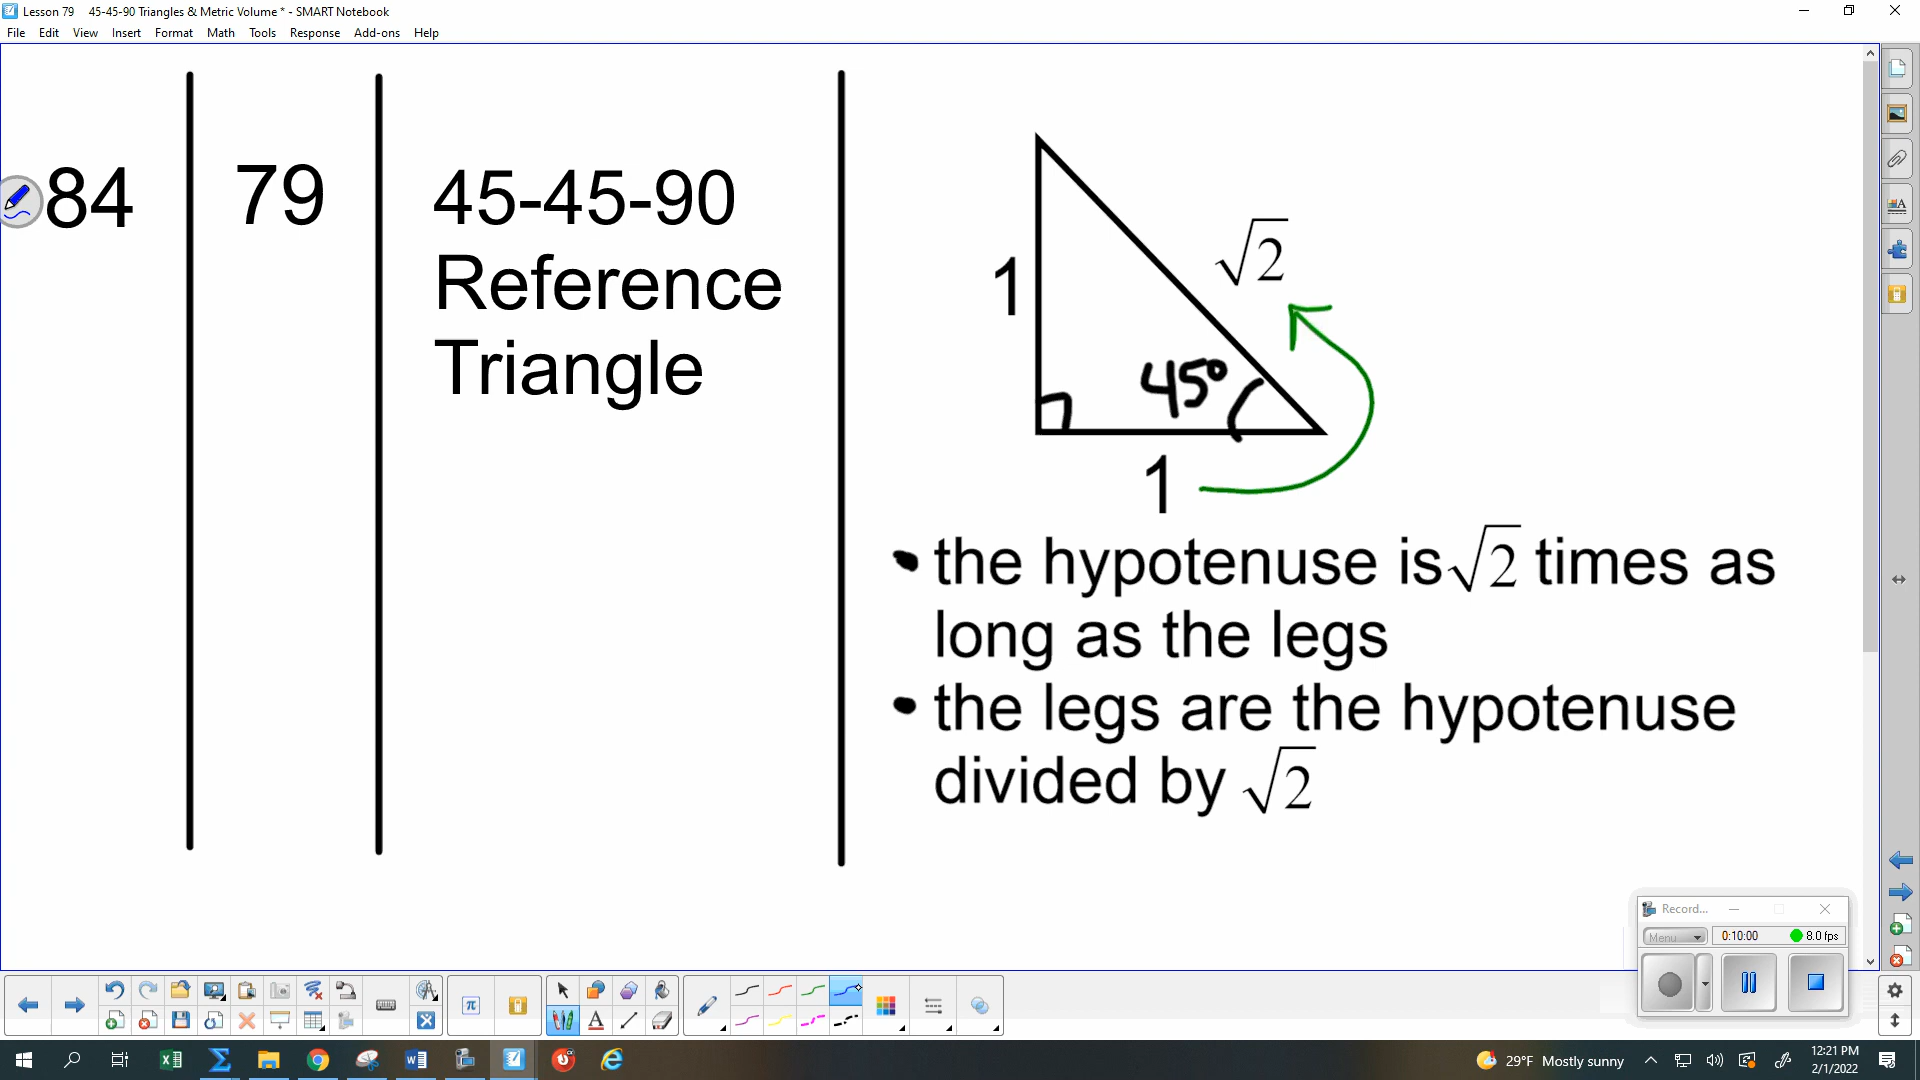 Lesson 79 45-45-90 Triangles & Metric Volume * - SMART Notebook
File Edit View Insert Format Math Tools Response Add-ons Help
84
79
45-45-90
Reference
Triangle
√2
1
45°
1
• the hypotenuse is √2 times as
long as the legs
• the legs are the hypotenuse
divided by √2
Record...
Menu 0:10:00 8.0 fps
29°F Mostly sunny
12:21 PM
2/1/2022